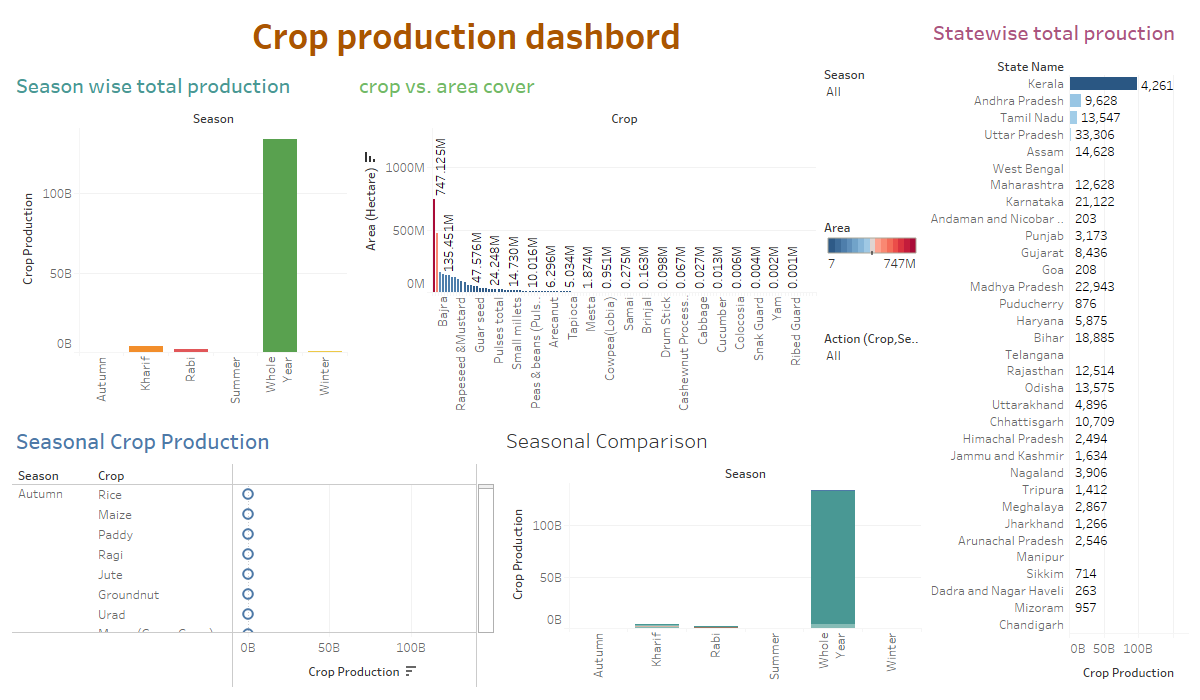 Crop production dashbord
Season wise total production
Season
Crop Production
100B
50B
0B
Autumn
Kharif
Rabi
Summer
Whole
Year
Winter
crop vs. area cover
Crop
Area (Hectare)
1000M
500M
0M
747.125M
135.451M
47.576M
24.248M
14.730M
10.016M
6.296M
5.034M
1.874M
0.951M
0.275M
0.163M
0.098M
0.067M
0.027M
0.013M
0.006M
0.004M
0.002M
0.001M
Bajra
Rapeseed &Mustard
Guar seed
Pulses total
Small millets
Peas & beans (Puls..
Arecanut
Tapioca
Mesta
Cowpea(Lobia)
Samai
Brinjal
Drum Stick
Cashewnut Process..
Cabbage
Cucumber
Colocosia
Snak Guard
Yam
Ribed Guard
Season
All
Area
7 747M
Action (Crop,Se..
All
Statewise total prouction
State Name
Kerala 4,261
Andhra Pradesh 9,628
Tamil Nadu 13,547
Uttar Pradesh 33,306
Assam 14,628
West Bengal
Maharashtra 12,628
Karnataka 21,122
Andaman and Nicobar .. 203
Punjab 3,173
Gujarat 8,436
Goa 208
Madhya Pradesh 22,943
Puducherry 876
Haryana 5,875
Bihar 18,885
Telangana
Rajasthan 12,514
Odisha 13,575
Uttarakhand 4,896
Chhattisgarh 10,709
Himachal Pradesh 2,494
Jammu and Kashmir 1,634
Nagaland 3,906
Tripura 1,412
Meghalaya 2,867
Jharkhand 1,266
Arunachal Pradesh 2,546
Manipur
Sikkim 714
Dadra and Nagar Haveli 263
Mizoram 957
Chandigarh
0B 50B 100B
Crop Production
Seasonal Crop Production
Season Crop
Autumn Rice
Maize
Paddy
Ragi
Jute
Groundnut
Urad
0B 50B 100B
Crop Production
Seasonal Comparison
Season
Crop Production
100B
50B
0B
Autumn
Kharif
Rabi
Summer
Whole
Year
Winter